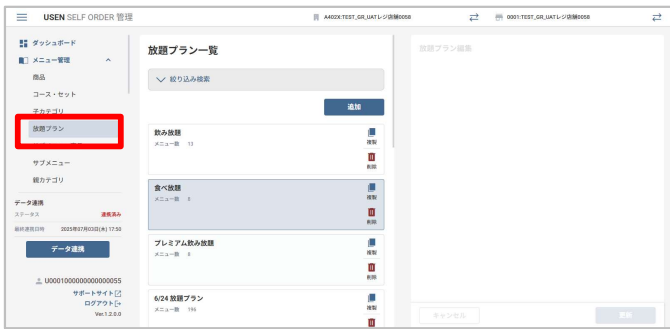 USEN SELF ORDER 管理
A402X:TEST_GR_UATレジ店舗0058
0001:TEST_GR_UATレジ店舗0058
ダッシュボード
メニュー管理
商品
コース・セット
子カテゴリ
放題プラン
サブメニュー
親カテゴリ
データ連携
ステータス 連携済み
最終連携日時 2025年07月03日(木) 17:50
データ連携
U0001000000000000055
サポートサイト
ログアウト
Ver.1.2.0.0
放題プラン一覧
絞り込み検索
追加
飲み放題
メニュー数 13
複製
削除
食べ放題
メニュー数 8
複製
削除
プレミアム飲み放題
メニュー数 8
複製
削除
6/24 放題プラン
メニュー数 196
複製
放題プラン編集
キャンセル
更新